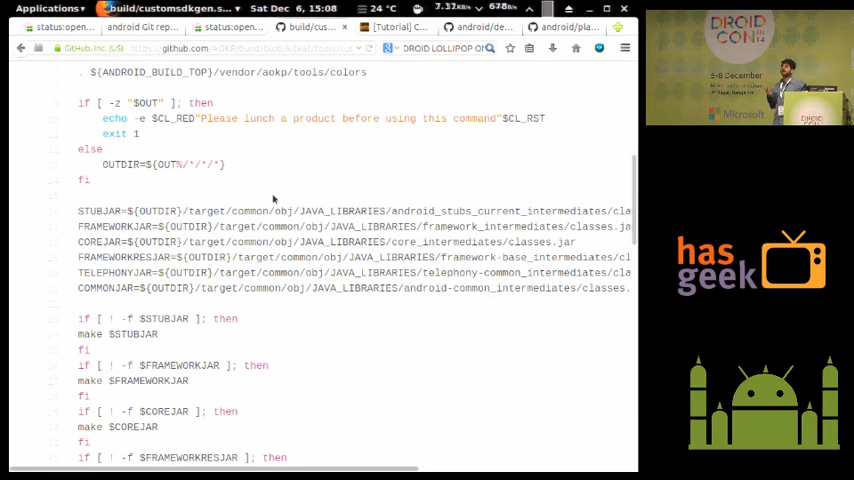 Applications
build/customsdkgen.s...
Sat Dec 6, 15:08
24 °C
7.37KB/s
678B/s
status:open...
android Git rep...
status:open...
build/cus...
[Tutorial] C...
android/de...
android/pla...
GitHub, Inc. (US)
https://github.com/AOKP/build/blob/kitkat/tools/cus
DROID LOLLIPOP ON
. ${ANDROID_BUILD_TOP}/vendor/aokp/tools/colors
if [ -z "$OUT" ]; then
echo -e $CL_RED"Please lunch a product before using this command"$CL_RST
exit 1
else
OUTDIR=${OUT%/*/*/*}
fi
STUBJAR=${OUTDIR}/target/common/obj/JAVA_LIBRARIES/android_stubs_current_intermediates/cla
FRAMEWORKJAR=${OUTDIR}/target/common/obj/JAVA_LIBRARIES/framework_intermediates/classes.ja
COREJAR=${OUTDIR}/target/common/obj/JAVA_LIBRARIES/core_intermediates/classes.jar
FRAMEWORKRESJAR=${OUTDIR}/target/common/obj/JAVA_LIBRARIES/framework-base_intermediates/cl
TELEPHONYJAR=${OUTDIR}/target/common/obj/JAVA_LIBRARIES/telephony-common_intermediates/cla
COMMONJAR=${OUTDIR}/target/common/obj/JAVA_LIBRARIES/android-common_intermediates/classes.
if [ ! -f $STUBJAR ]; then
make $STUBJAR
fi
if [ ! -f $FRAMEWORKJAR ]; then
make $FRAMEWORKJAR
fi
if [ ! -f $COREJAR ]; then
make $COREJAR
fi
if [ ! -f $FRAMEWORKRESJAR ]; then
DROID
CON IN
14
5-6 December
Microsoft
DROID
has
geek